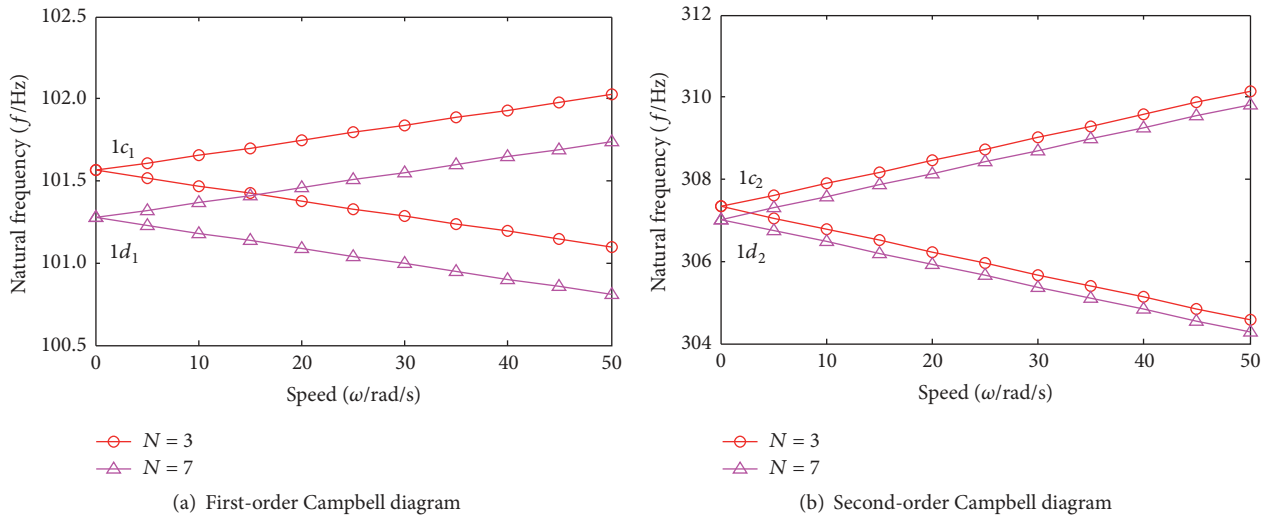 102.5
102.0
101.5
101.0
100.5
Natural frequency (f/Hz)
1c₁
1d₁
0 10 20 30 40 50
Speed (ω/rad/s)
N = 3
N = 7
(a) First-order Campbell diagram
312
310
308
306
304
Natural frequency (f/Hz)
1c₂
1d₂
0 10 20 30 40 50
Speed (ω/rad/s)
N = 3
N = 7
(b) Second-order Campbell diagram